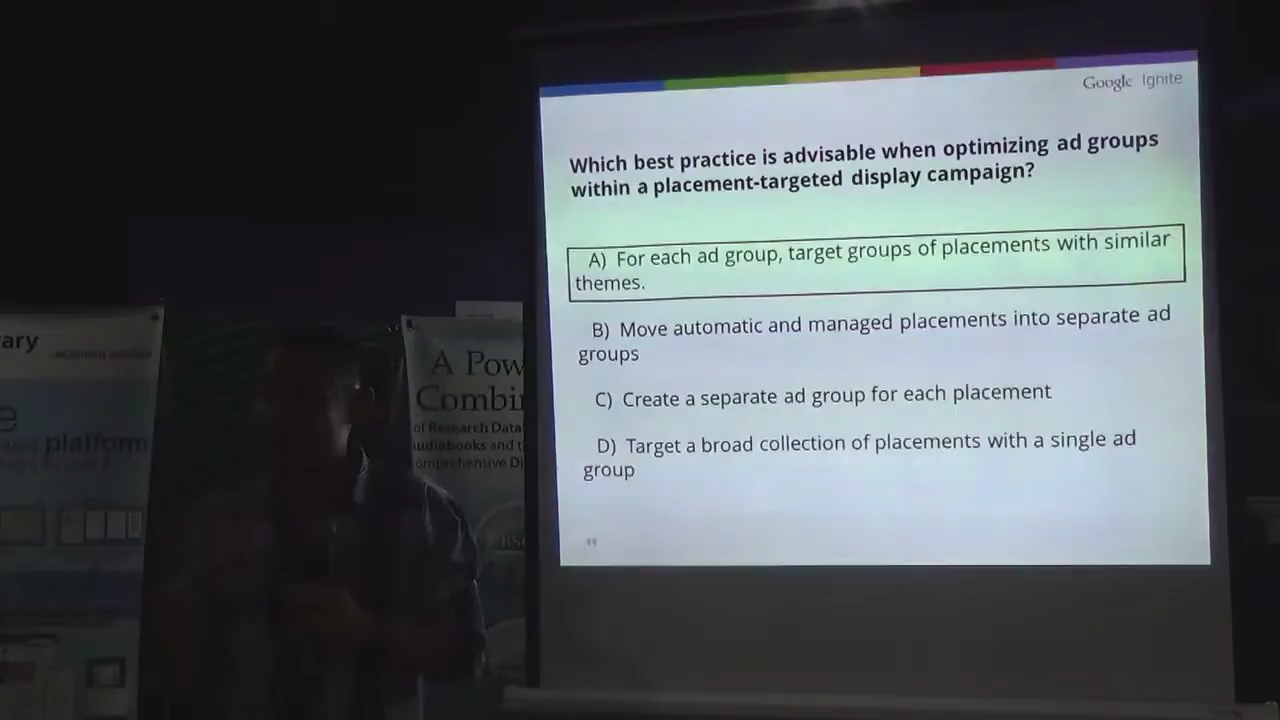 Google Ignite
Which best practice is advisable when optimizing ad groups
within a placement-targeted display campaign?
A) For each ad group, target groups of placements with similar
themes.
B) Move automatic and managed placements into separate ad
groups
C) Create a separate ad group for each placement
D) Target a broad collection of placements with a single ad
group
44
ary
e
platform
A Pow
Combi
of Research Data
udiobooks and t
omprehensive Di